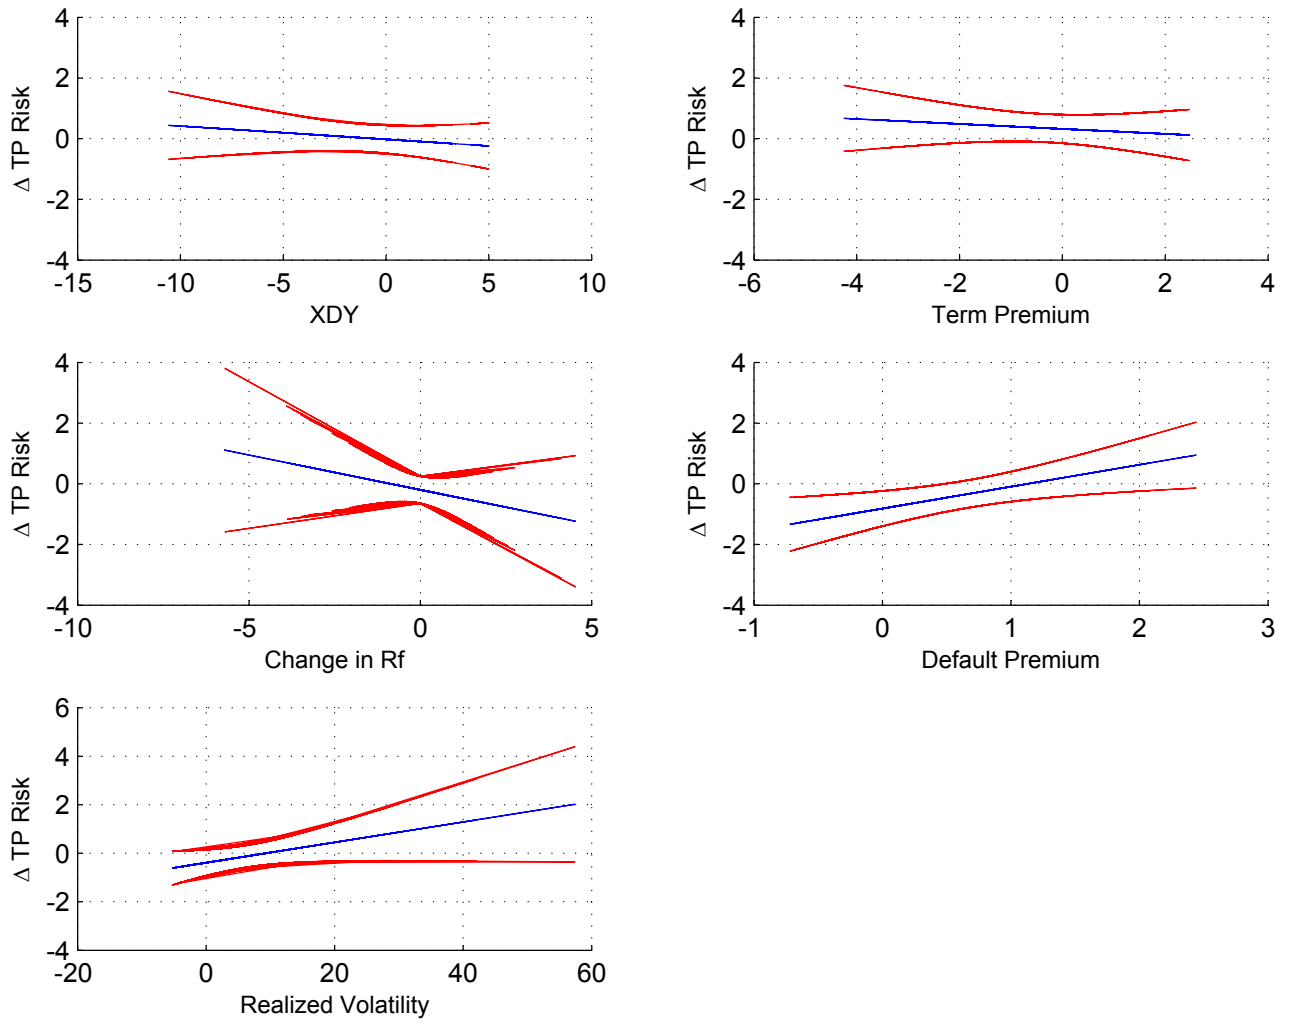 4
2
0
-2
-4
Δ TP Risk
-15 -10 -5 0 5 10
XDY
4
2
0
-2
-4
Δ TP Risk
-6 -4 -2 0 2 4
Term Premium
4
2
0
-2
-4
Δ TP Risk
-10 -5 0 5
Change in Rf
4
2
0
-2
-4
Δ TP Risk
-1 0 1 2 3
Default Premium
6
4
2
0
-2
-4
Δ TP Risk
-20 0 20 40 60
Realized Volatility